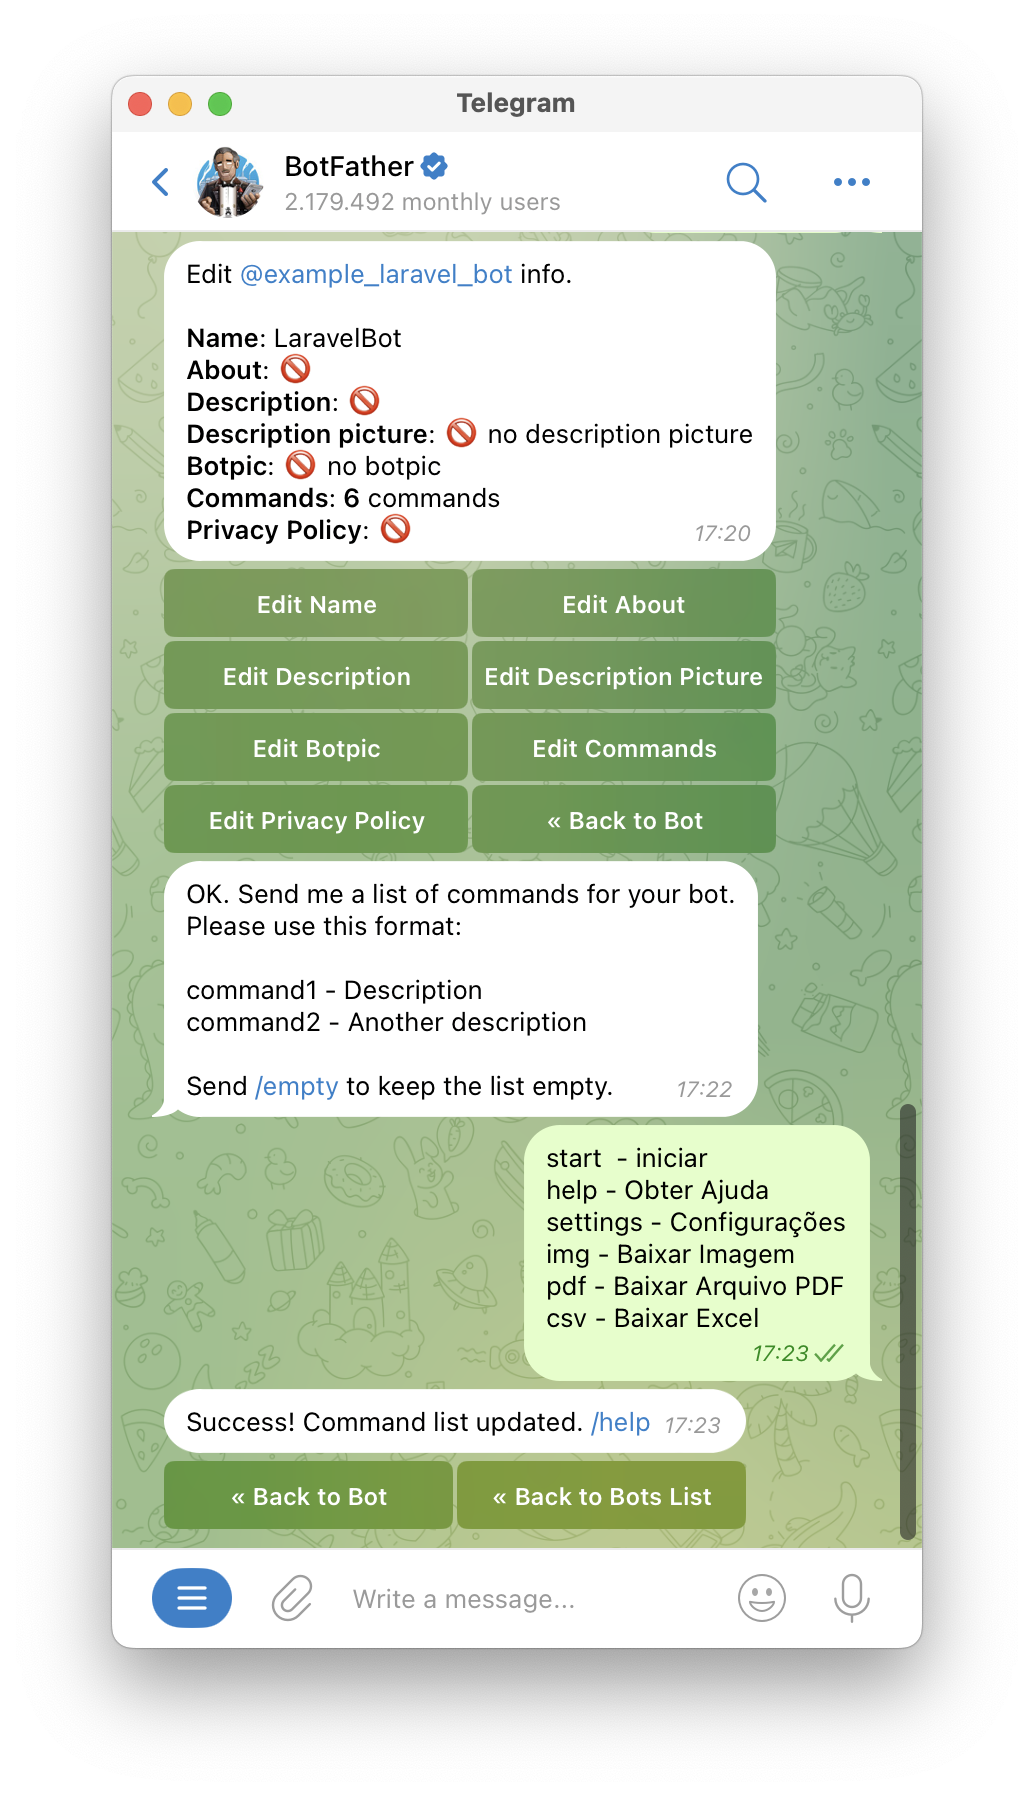 Telegram
BotFather
2.179.492 monthly users
Edit @example_laravel_bot info.
Name: LaravelBot
About: 🚫
Description: 🚫
Description picture: 🚫 no description picture
Botpic: 🚫 no botpic
Commands: 6 commands
Privacy Policy: 🚫
17:20
Edit Name
Edit About
Edit Description
Edit Description Picture
Edit Botpic
Edit Commands
Edit Privacy Policy
« Back to Bot
OK. Send me a list of commands for your bot.
Please use this format:
command1 - Description
command2 - Another description
Send /empty to keep the list empty.
17:22
start  - iniciar
help - Obter Ajuda
settings - Configurações
img - Baixar Imagem
pdf - Baixar Arquivo PDF
csv - Baixar Excel
17:23
Success! Command list updated. /help
17:23
« Back to Bot
« Back to Bots List
Write a message...